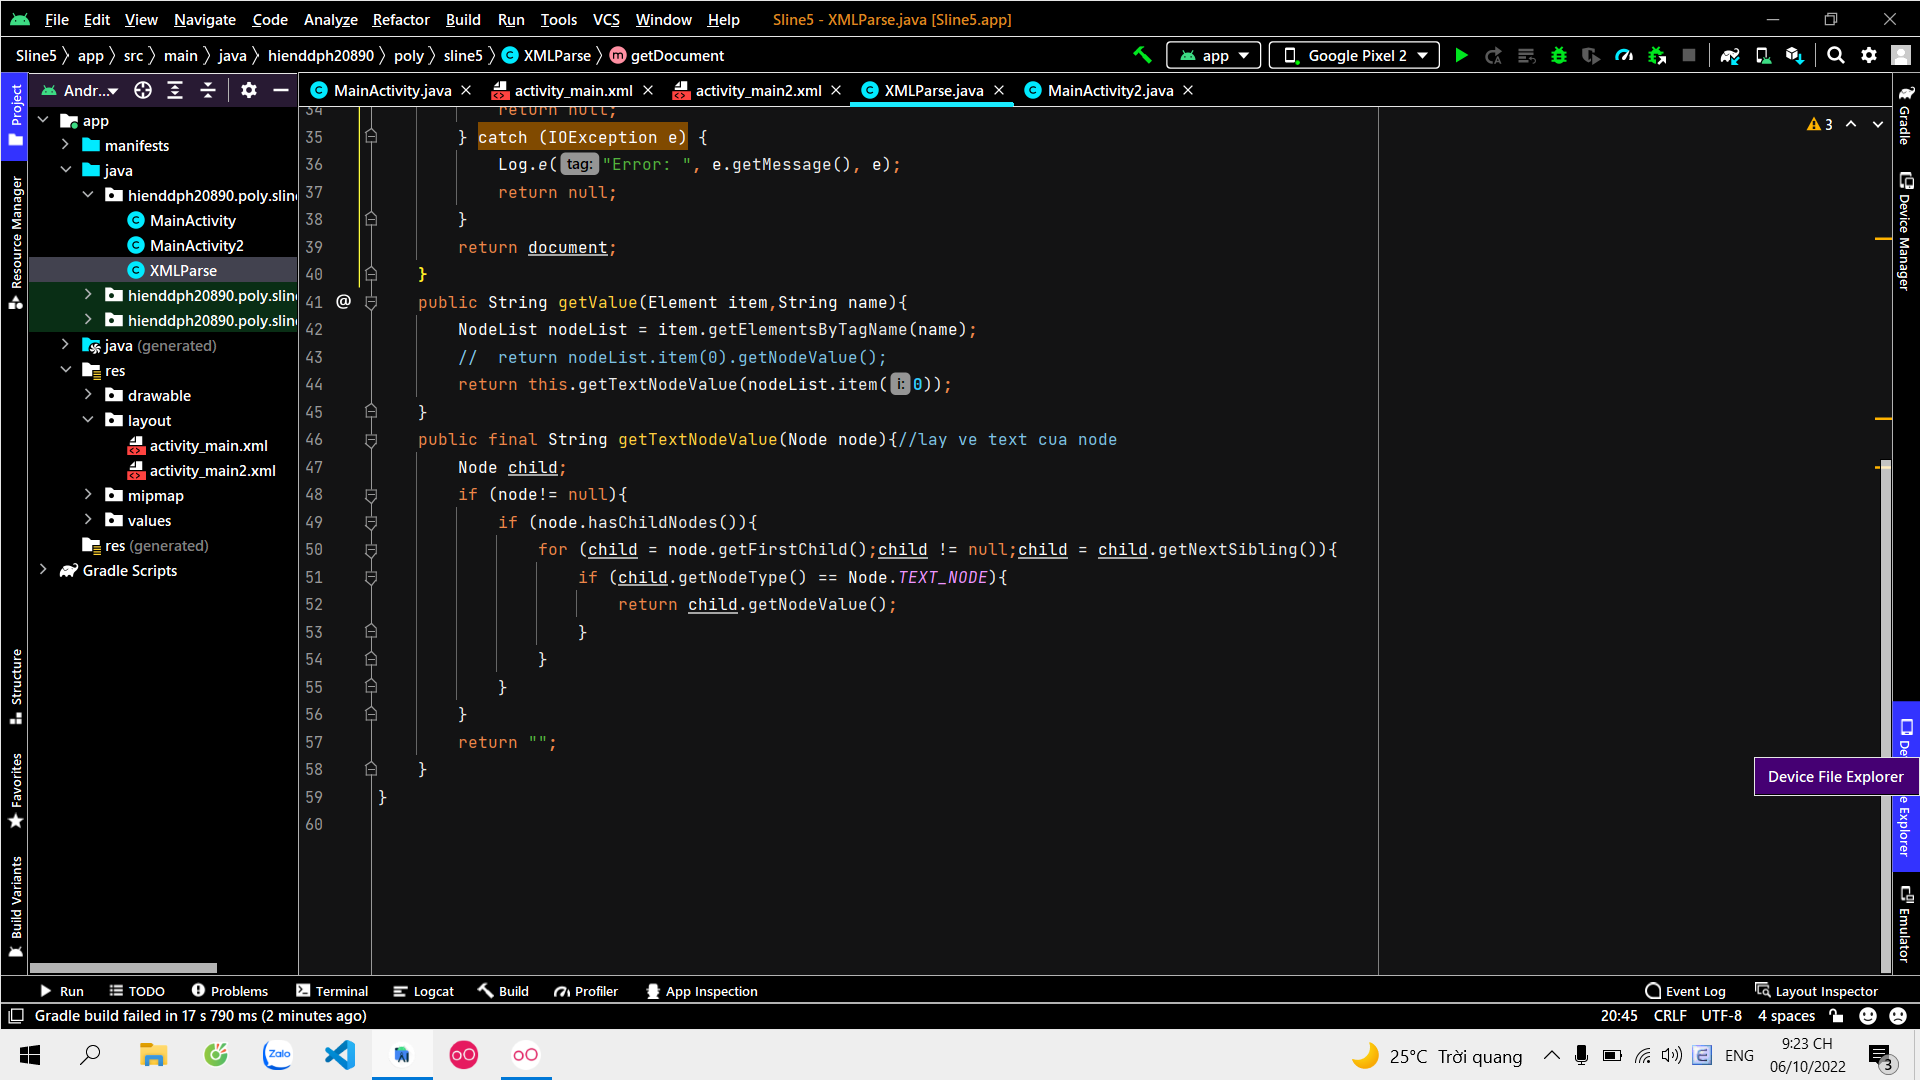 File Edit View Navigate Code Analyze Refactor Build Run Tools VCS Window Help Sline5 - XMLParse.java [Sline5.app]
Sline5 app src main java hienddph20890 poly sline5 XMLParse getDocument app Google Pixel 2
Andr... MainActivity.java activity_main.xml activity_main2.xml XMLParse.java MainActivity2.java
Project
Resource Manager
Structure
Favorites
Build Variants
app
manifests
java
hienddph20890.poly.slin
MainActivity
MainActivity2
XMLParse
hienddph20890.poly.slin
hienddph20890.poly.slin
java (generated)
res
drawable
layout
activity_main.xml
activity_main2.xml
mipmap
values
res (generated)
Gradle Scripts
34 return null;
35 } catch (IOException e) {
36 Log.e( tag: "Error: ", e.getMessage(), e);
37 return null;
38 }
39 return document;
40 }
41 @ public String getValue(Element item,String name){
42 NodeList nodeList = item.getElementsByTagName(name);
43 // return nodeList.item(0).getNodeValue();
44 return this.getTextNodeValue(nodeList.item( i: 0));
45 }
46 public final String getTextNodeValue(Node node){//lay ve text cua node
47 Node child;
48 if (node!= null){
49 if (node.hasChildNodes()){
50 for (child = node.getFirstChild();child != null;child = child.getNextSibling()){
51 if (child.getNodeType() == Node.TEXT_NODE){
52 return child.getNodeValue();
53 }
54 }
55 }
56 }
57 return "";
58 }
59 }
60
3
Gradle
Device Manager
Device File Explorer
De
e Explorer
Emulator
Run TODO Problems Terminal Logcat Build Profiler App Inspection Event Log Layout Inspector
Gradle build failed in 17 s 790 ms (2 minutes ago) 20:45 CRLF UTF-8 4 spaces
Zalo
25°C Trời quang ENG 9:23 CH
06/10/2022
3